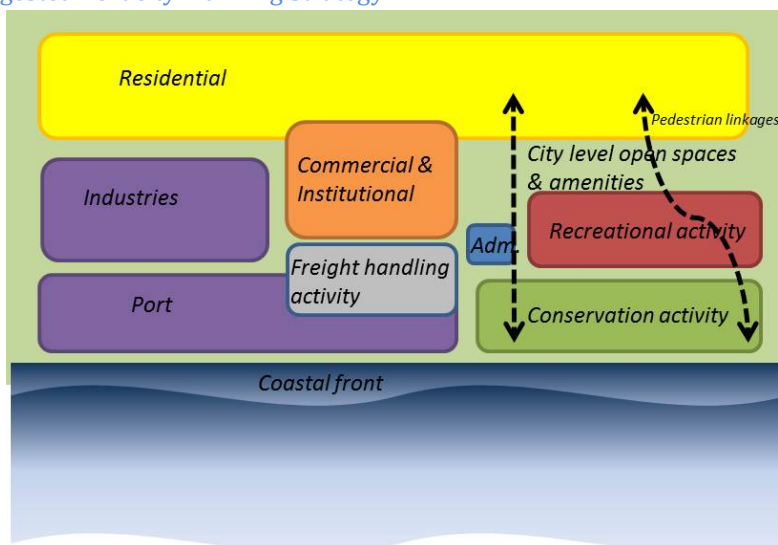 Residential
Pedestrian linkages
Commercial &
Institutional
City level open spaces
& amenities
Industries
Recreational activity
Adm.
Freight handling
activity
Port
Conservation activity
Coastal front